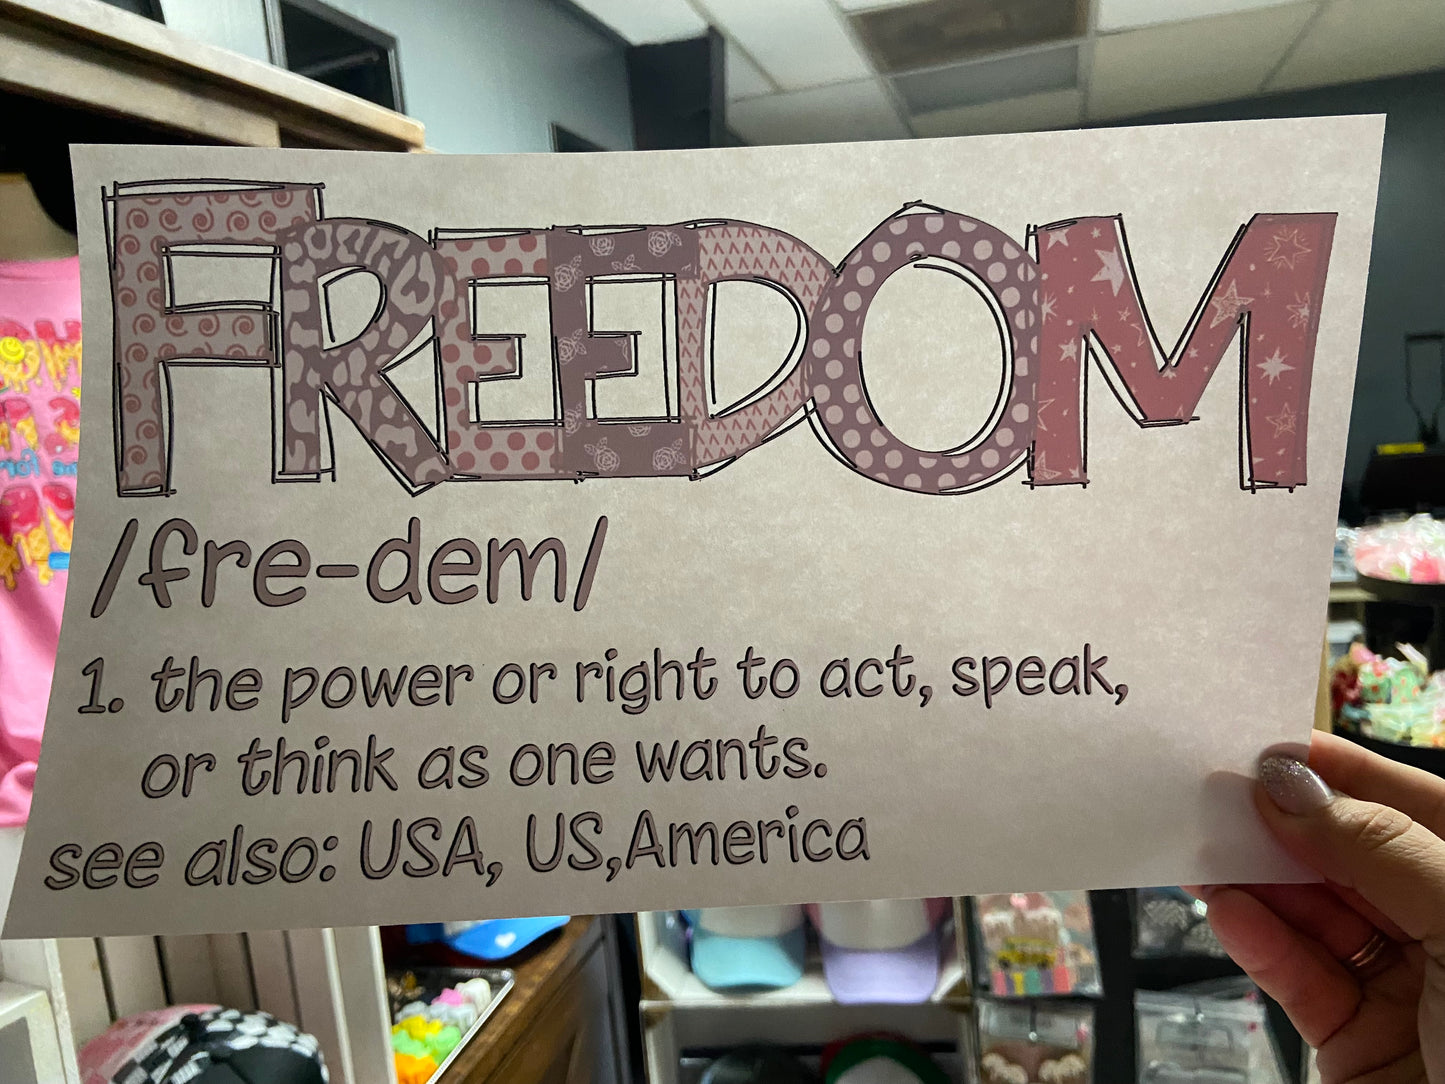 FREEDOM
/fre-dem/
1. the power or right to act, speak,
or think as one wants.
see also: USA, US,America